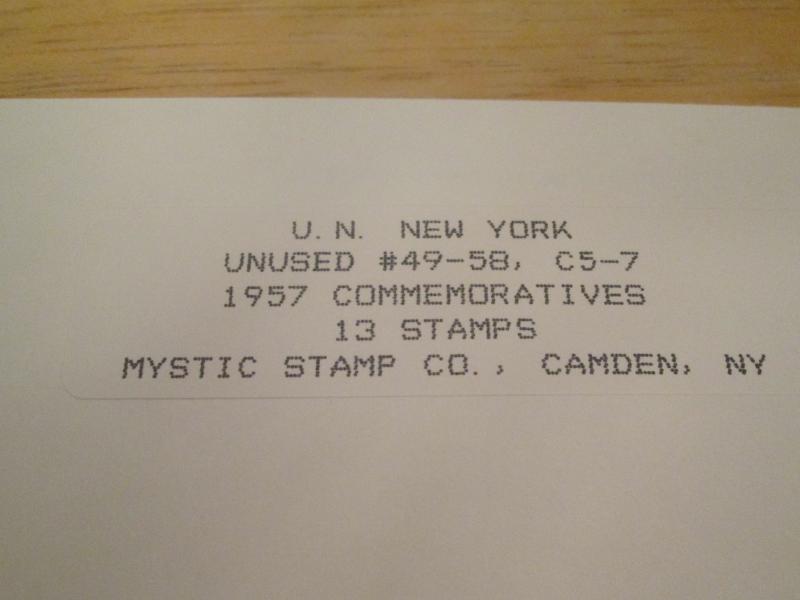 U.N. NEW YORK
UNUSED #49-58, C5-7
1957 COMMEMORATIVES
13 STAMPS
MYSTIC STAMP CO., CAMDEN, NY